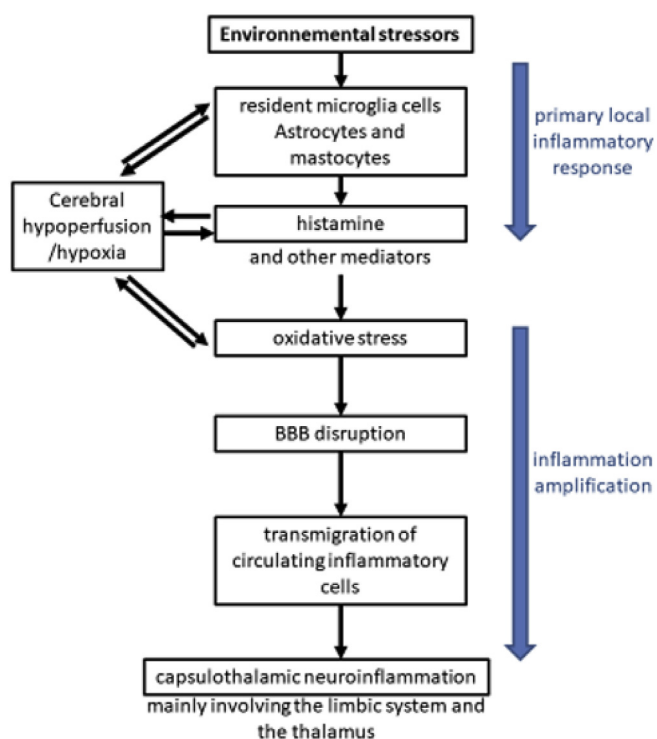 Environnemental stressors
resident microglia cells
Astrocytes and
mastocytes
primary local
inflammatory
response
Cerebral
hypoperfusion
/hypoxia
histamine
and other mediators
oxidative stress
BBB disruption
inflammation
amplification
transmigration of
circulating inflammatory
cells
capsulothalamic neuroinflammation
mainly involving the limbic system and
the thalamus